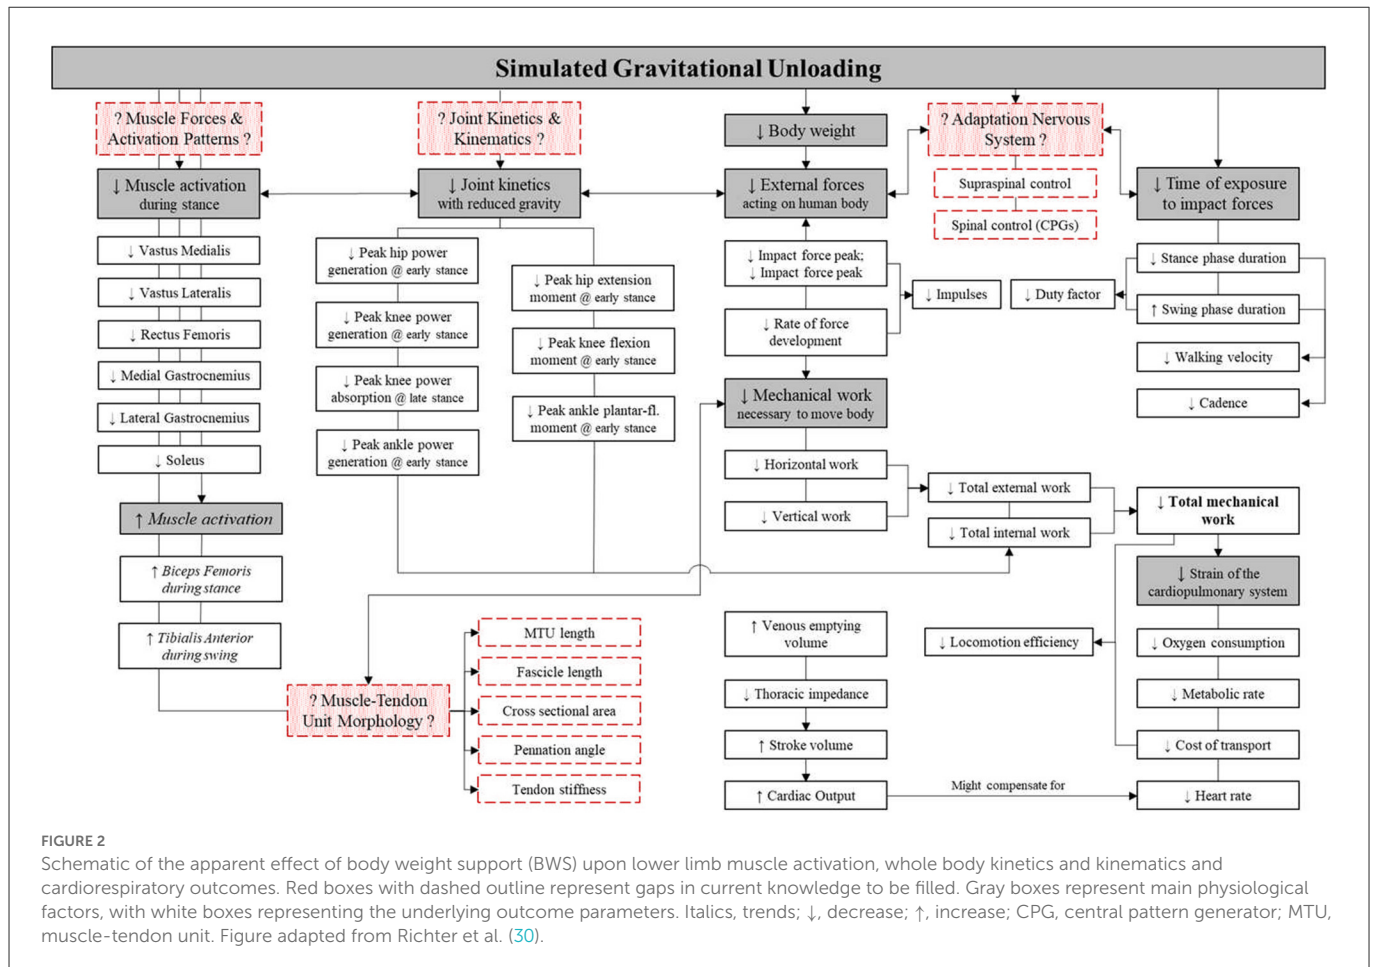 Simulated Gravitational Unloading
? Muscle Forces &
Activation Patterns ?
↓ Muscle activation
during stance
↓ Vastus Medialis
↓ Vastus Lateralis
↓ Rectus Femoris
↓ Medial Gastrocnemius
↓ Lateral Gastrocnemius
↓ Soleus
↑ Muscle activation
↑ Biceps Femoris
during stance
↑ Tibialis Anterior
during swing
? Joint Kinetics &
Kinematics ?
↓ Joint kinetics
with reduced gravity
↓ Peak hip power
generation @ early stance
↓ Peak knee power
generation @ early stance
↓ Peak knee power
absorption @ late stance
↓ Peak ankle power
generation @ early stance
↓ Peak hip extension
moment @ early stance
↓ Peak knee flexion
moment @ early stance
↓ Peak ankle plantar-fl.
moment @ early stance
? Muscle-Tendon
Unit Morphology ?
MTU length
Fascicle length
Cross sectional area
Pennation angle
Tendon stiffness
↓ Body weight
↓ External forces
acting on human body
↓ Impact force peak;
↓ Impact force peak
↓ Rate of force
development
↓ Impulses
↓ Mechanical work
necessary to move body
↓ Horizontal work
↓ Vertical work
↓ Total external work
↓ Total internal work
↑ Venous emptying
volume
↓ Thoracic impedance
↑ Stroke volume
↑ Cardiac Output
Might compensate for
? Adaptation Nervous
System ?
Supraspinal control
Spinal control (CPGs)
↓ Time of exposure
to impact forces
↓ Stance phase duration
↓ Duty factor
↑ Swing phase duration
↓ Walking velocity
↓ Cadence
↓ Total mechanical
work
↓ Strain of the
cardiopulmonary system
↓ Locomotion efficiency
↓ Oxygen consumption
↓ Metabolic rate
↓ Cost of transport
↓ Heart rate
FIGURE 2
Schematic of the apparent effect of body weight support (BWS) upon lower limb muscle activation, whole body kinetics and kinematics and
cardiorespiratory outcomes. Red boxes with dashed outline represent gaps in current knowledge to be filled. Gray boxes represent main physiological
factors, with white boxes representing the underlying outcome parameters. Italics, trends; ↓, decrease; ↑, increase; CPG, central pattern generator; MTU,
muscle-tendon unit. Figure adapted from Richter et al. (30).